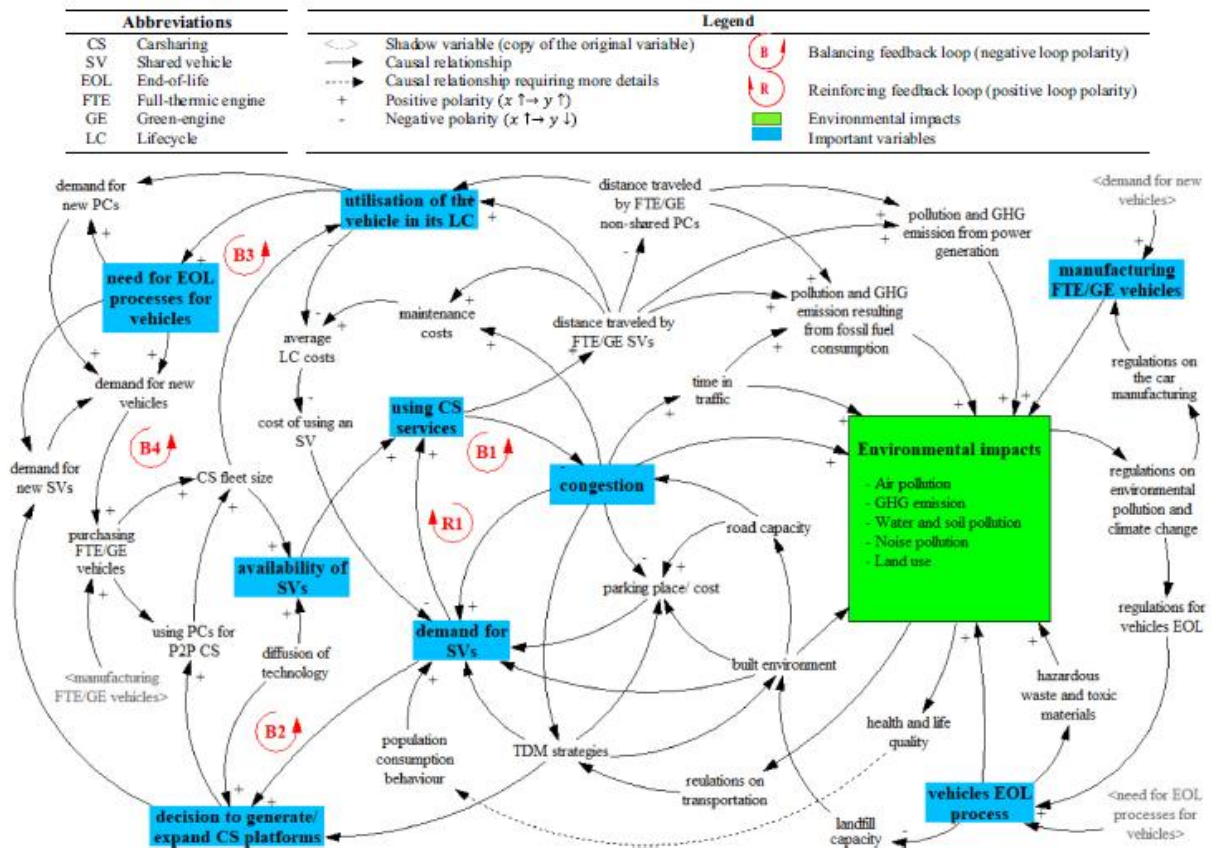 Abbreviations
CS Carsharing
SV Shared vehicle
EOL End-of-life
FTE Full-thermic engine
GE Green-engine
LC Lifecycle
Legend
<...> Shadow variable (copy of the original variable)
Causal relationship
Causal relationship requiring more details
+ Positive polarity (x ↑→ y ↑)
- Negative polarity (x ↑→ y ↓)
B Balancing feedback loop (negative loop polarity)
R Reinforcing feedback loop (positive loop polarity)
Environmental impacts
Important variables
demand for
new PCs
utilisation of the
vehicle in its LC
distance traveled
by FTE/GE
non-shared PCs
pollution and GHG
emission from power
generation
<demand for new
vehicles>
B3
need for EOL
processes for
vehicles
manufacturing
FTE/GE vehicles
maintenance
costs
distance traveled by
FTE/GE SVs
pollution and GHG
emission resulting
from fossil fuel
consumption
average
LC costs
regulations on
the car
manufacturing
demand for new
vehicles
time in
traffic
cost of using an
SV
using CS
services
B1
B4
Environmental impacts
- Air pollution
- GHG emission
- Water and soil pollution
- Noise pollution
- Land use
demand for
new SVs
CS fleet size
congestion
regulations on
environmental
pollution and
climate change
R1
road capacity
purchasing
FTE/GE
vehicles
availability of
SVs
parking place/ cost
regulations for
vehicles EOL
using PCs for
P2P CS
diffusion of
technology
demand for
SVs
built environment
<manufacturing
FTE/GE vehicles>
hazardous
waste and toxic
materials
B2
population
consumption
behaviour
TDM strategies
health and life
quality
reulations on
transportation
decision to generate/
expand CS platforms
landfill
capacity
vehicles EOL
process
<need for EOL
processes for
vehicles>